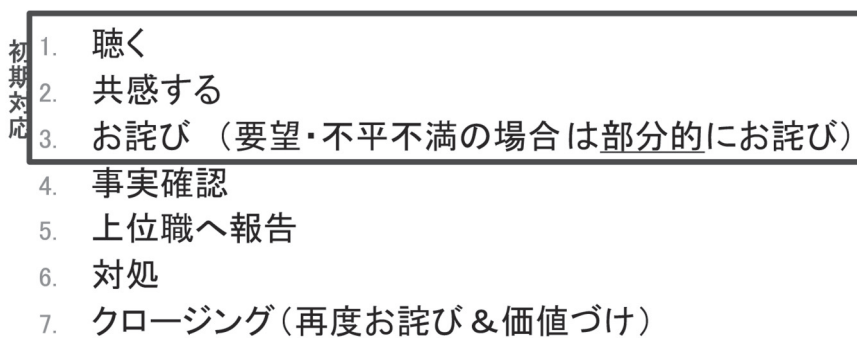 初期対応
1. 聴く
2. 共感する
3. お詫び （要望・不平不満の場合は部分的にお詫び）
4. 事実確認
5. 上位職へ報告
6. 対処
7. クロージング（再度お詫び＆価値づけ）